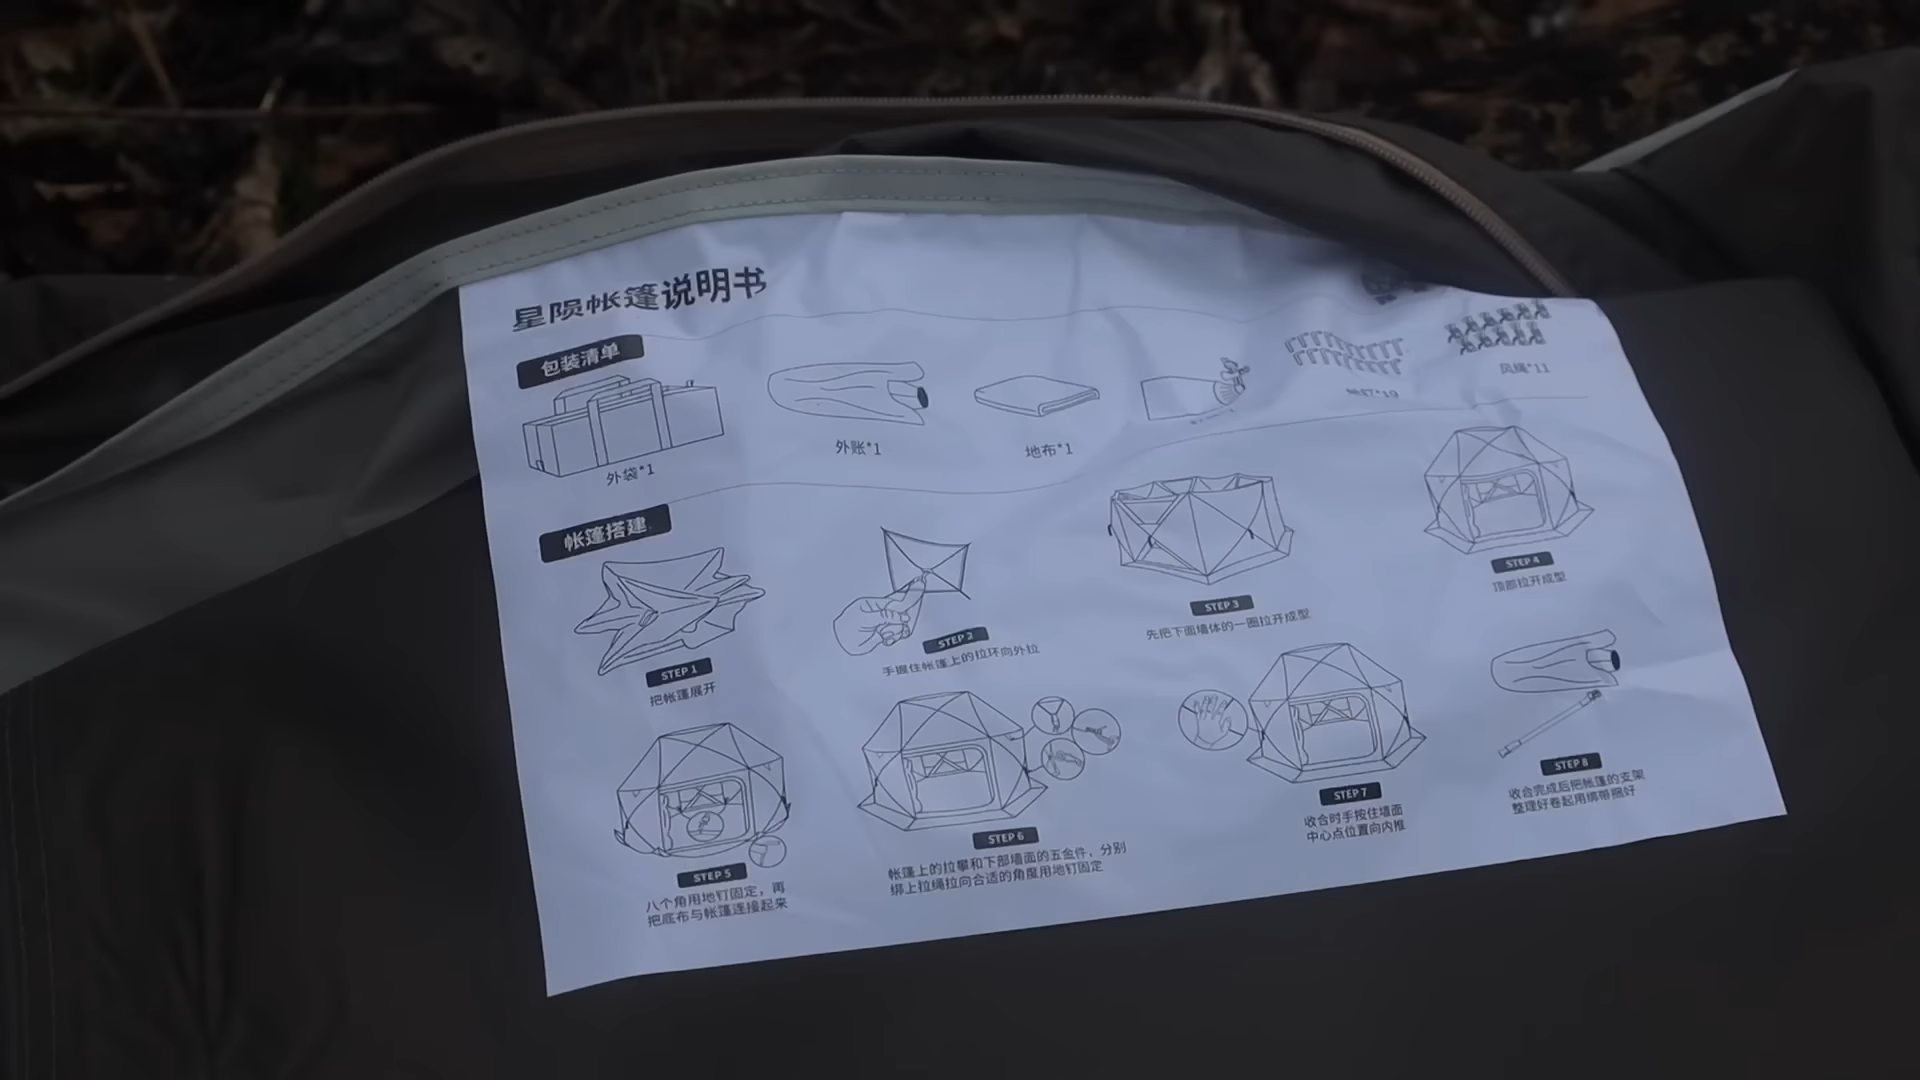 星陨帐篷说明书
包装清单
外袋*1
外账*1
地布*1
地钉*19
风绳*11
帐篷搭建
STEP 1
把帐篷展开
STEP 2
手握住帐篷上的拉环向外拉
STEP 3
先把下面墙体的一圈拉开成型
STEP 4
顶部拉开成型
STEP 5
八个角用地钉固定，再
把底布与帐篷连接起来
STEP 6
帐篷上的拉攀和下部墙面的五金件，分别
绑上拉绳拉向合适的角度用地钉固定
STEP 7
收合时手按住墙面
中心点位置向内推
STEP 8
收合完成后把帐篷的支架
整理好卷起用绑带捆好